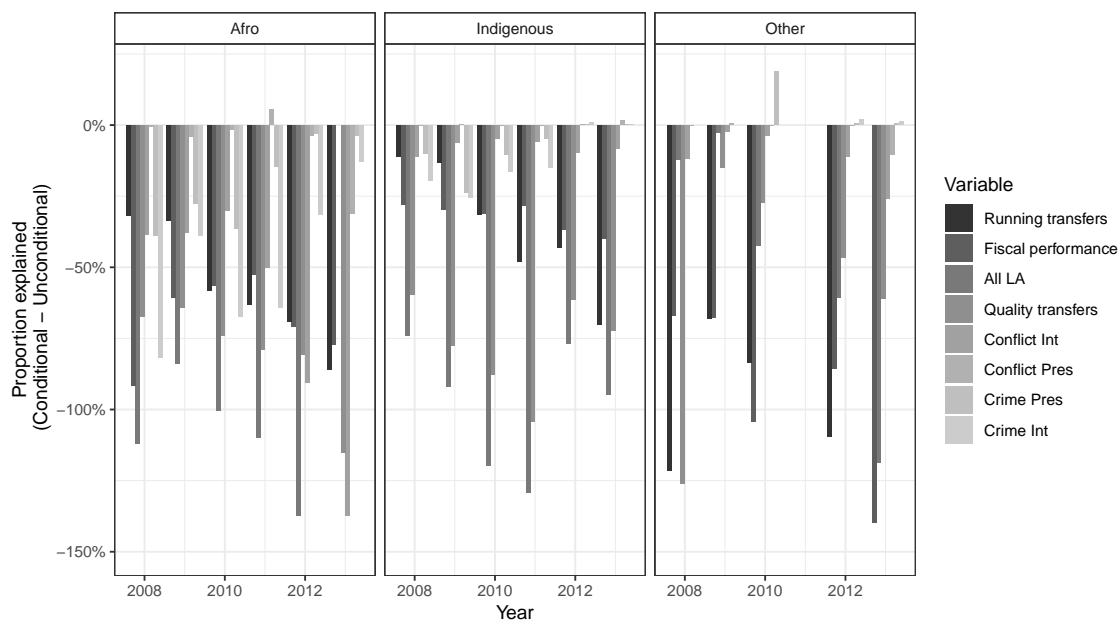 Afro
Indigenous
Other
0%
−50%
−100%
−150%
Proportion explained
(Conditional − Unconditional)
2008
2010
2012
2008
2010
2012
2008
2010
2012
Year
Variable
Running transfers
Fiscal performance
All LA
Quality transfers
Conflict Int
Conflict Pres
Crime Pres
Crime Int